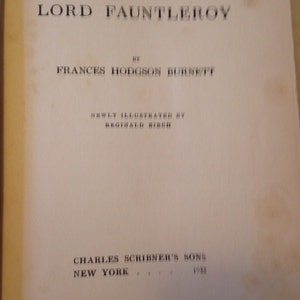 LORD FAUNTLEROY
BY
FRANCES HODGSON BURNETT
NEWLY ILLUSTRATED BY
REGINALD BIRCH
CHARLES SCRIBNER'S SONS
NEW YORK . . . .